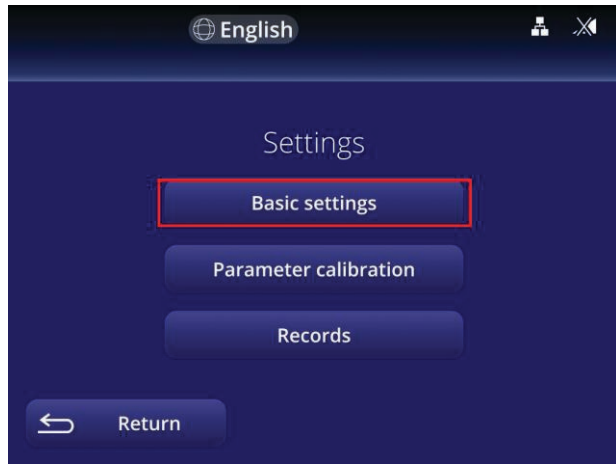 English
Settings
Basic settings
Parameter calibration
Records
Return